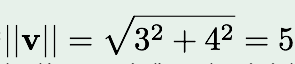 ||v|| = √3² + 4² = 5